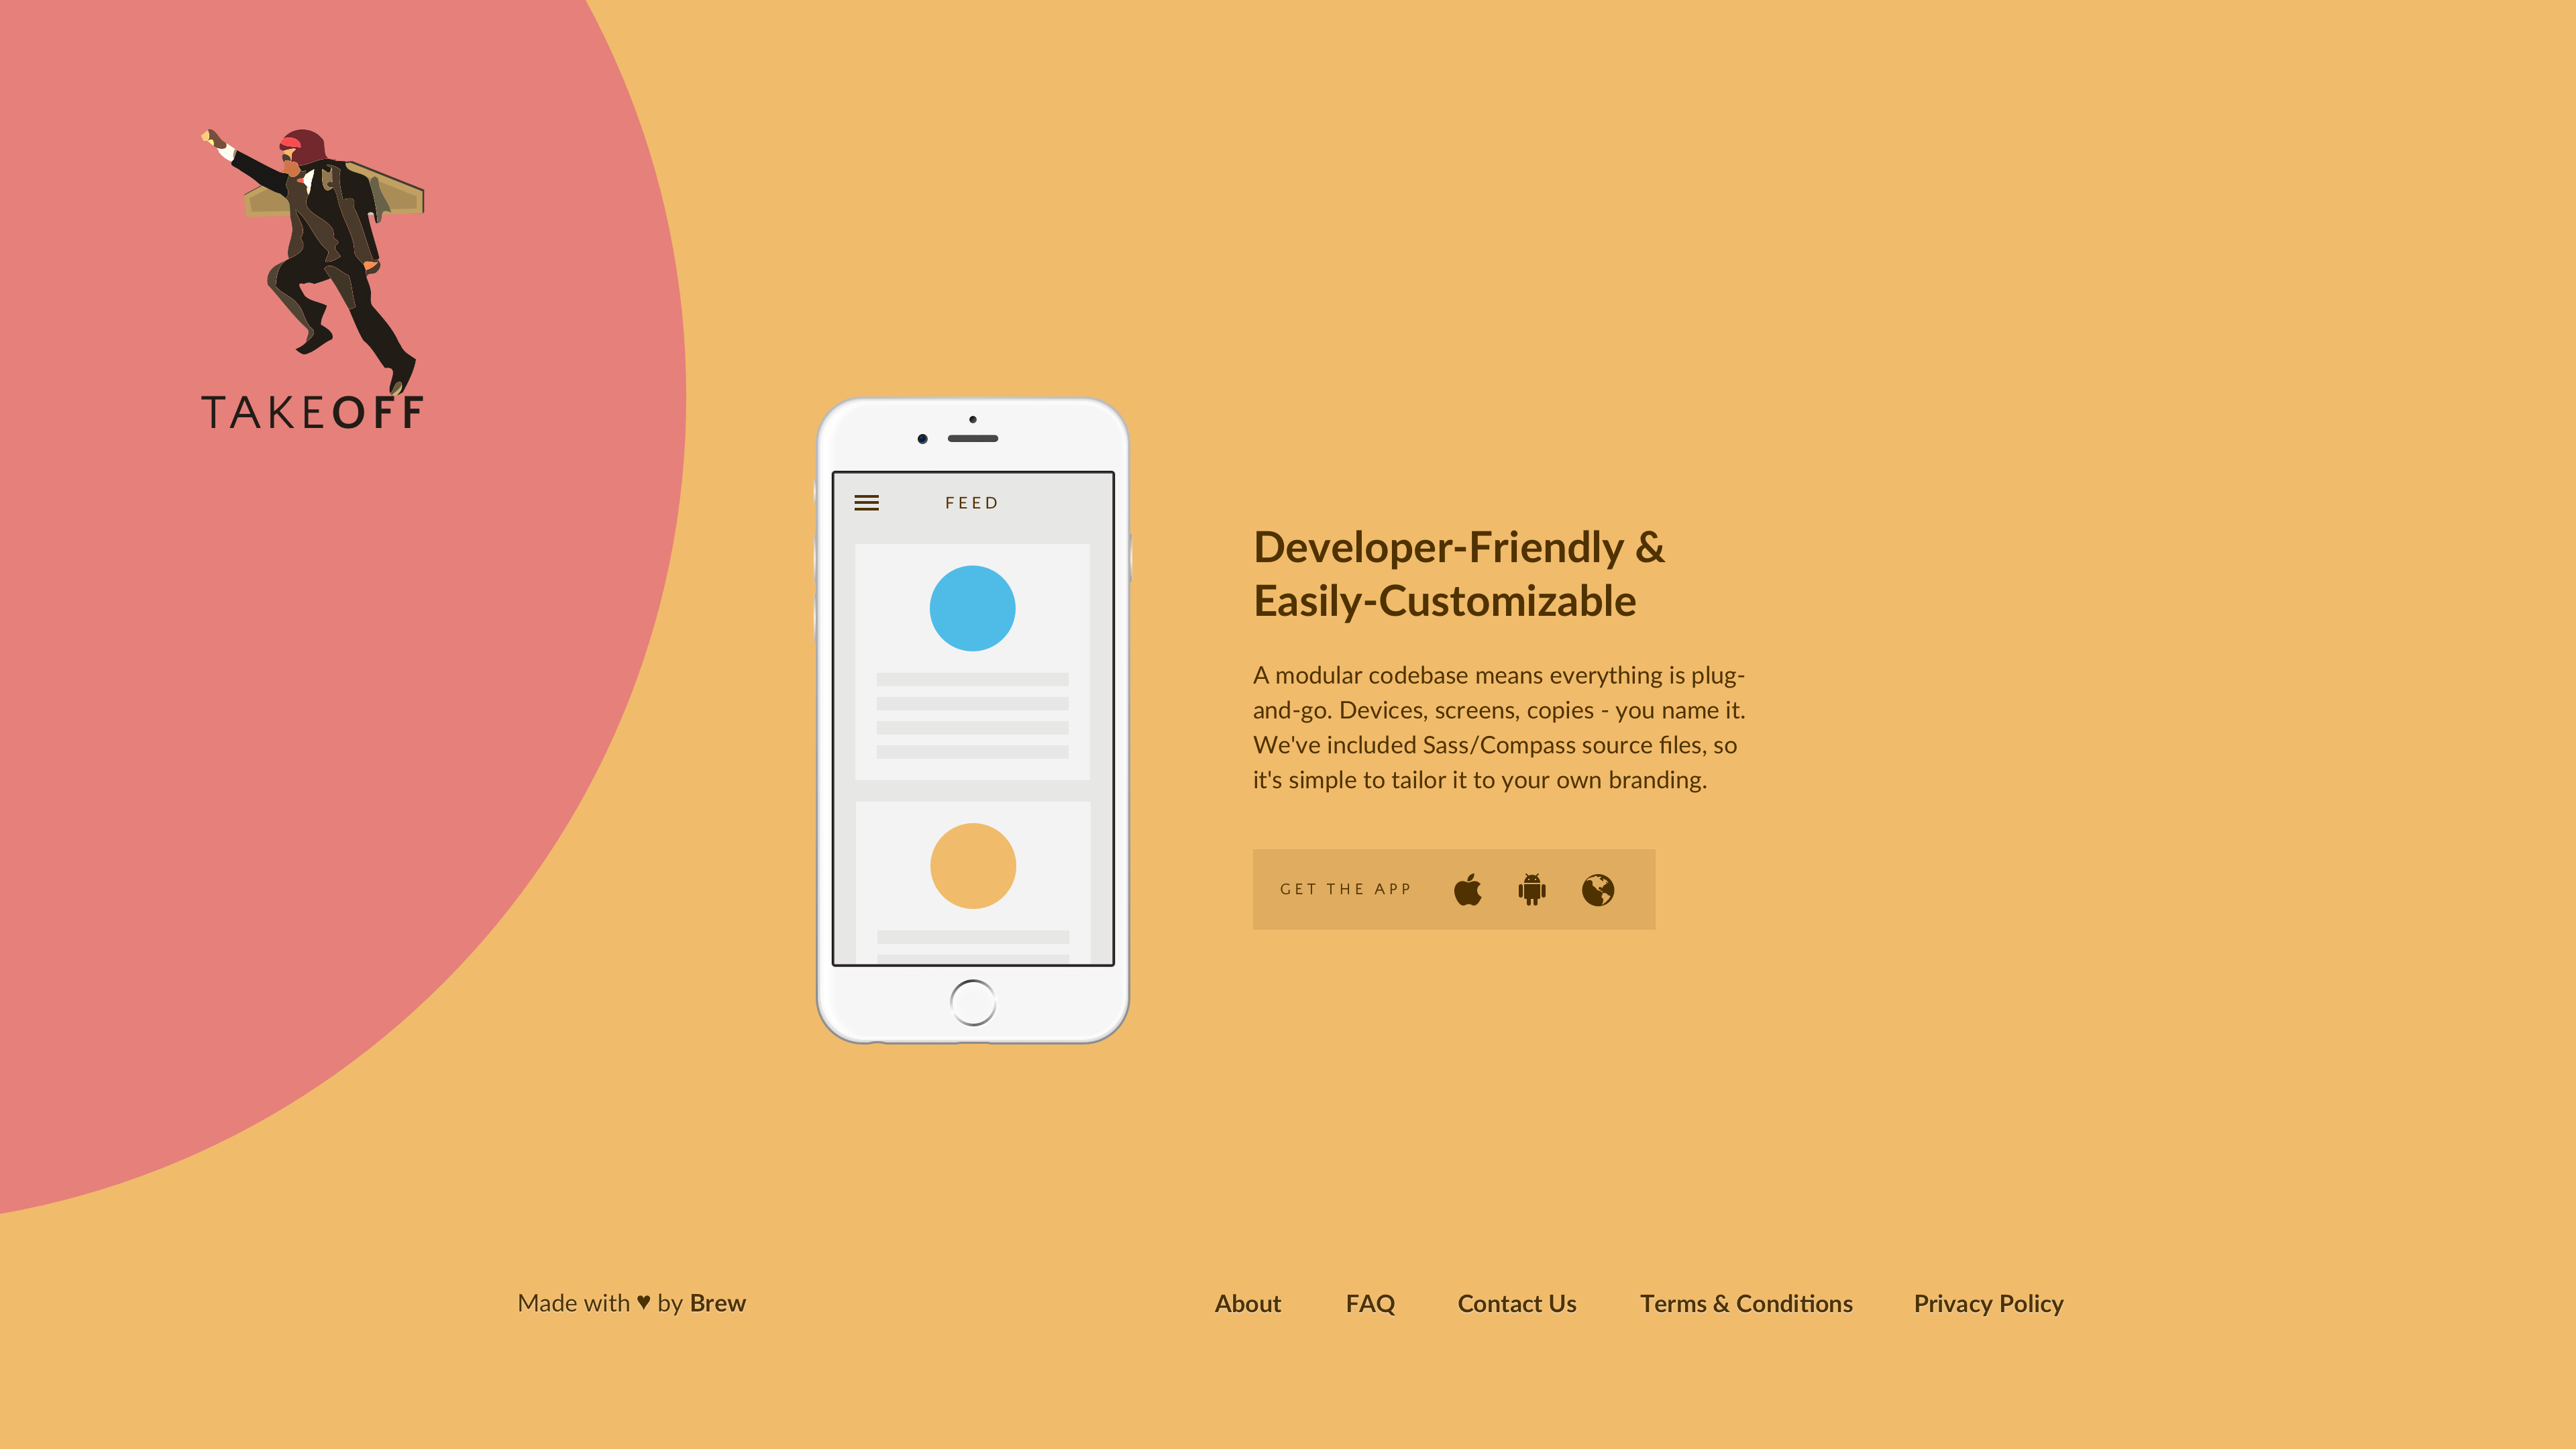 TAKEOFF
FEED
Developer-Friendly &
Easily-Customizable
A modular codebase means everything is plug-
and-go. Devices, screens, copies - you name it.
We've included Sass/Compass source files, so
it's simple to tailor it to your own branding.
GET THE APP
Made with ♥ by Brew
About FAQ Contact Us Terms & Conditions Privacy Policy